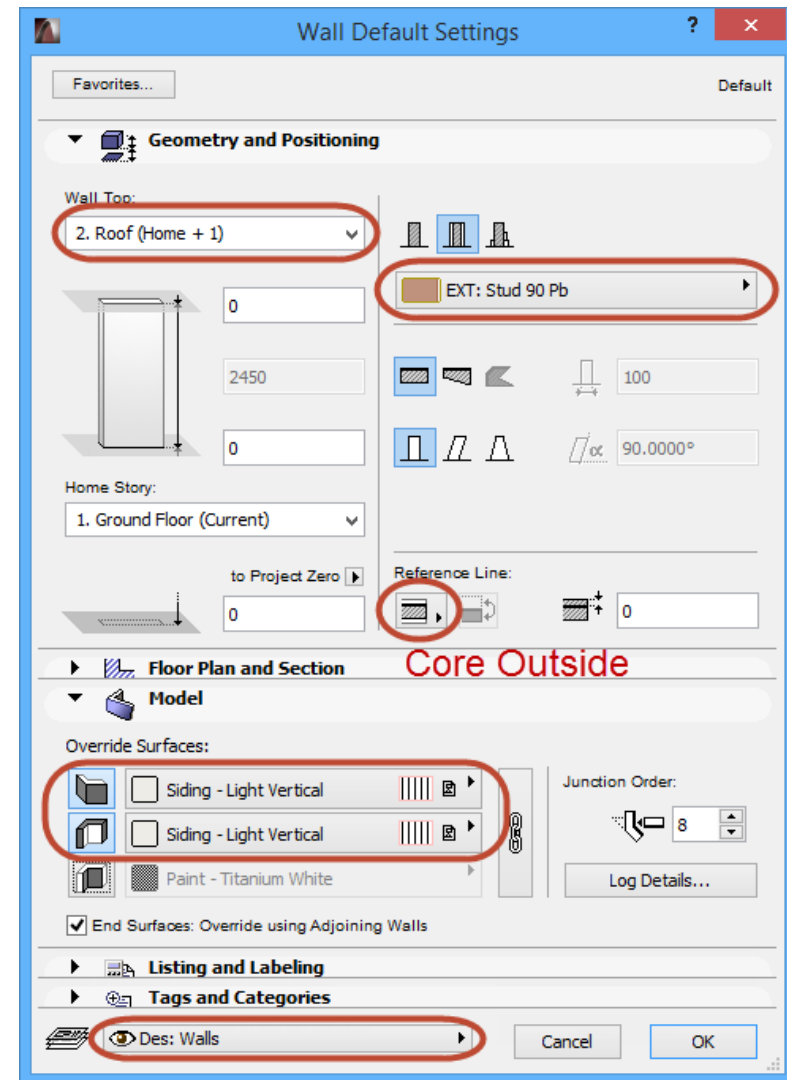 Wall Default Settings
?
×
Favorites...
Default
Geometry and Positioning
Wall Top:
2. Roof (Home + 1)
EXT: Stud 90 Pb
0
2450
100
0
α
90.0000°
Home Story:
1. Ground Floor (Current)
to Project Zero
Reference Line:
0
0
Core Outside
Floor Plan and Section
Model
Override Surfaces:
Siding - Light Vertical
Junction Order:
Siding - Light Vertical
8
Paint - Titanium White
Log Details...
End Surfaces: Override using Adjoining Walls
Listing and Labeling
Tags and Categories
Des: Walls
Cancel
OK